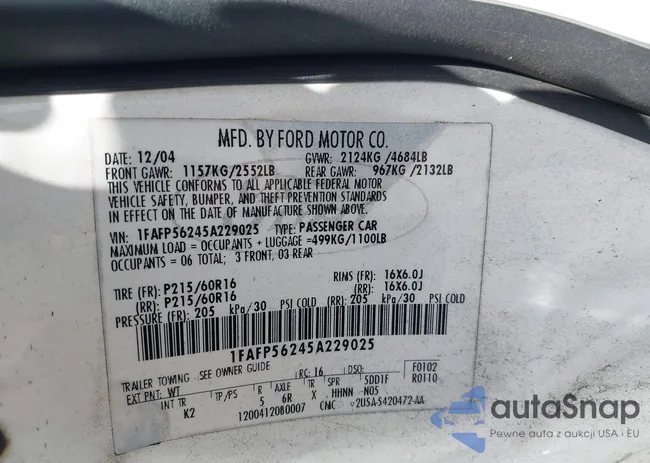 MFD. BY FORD MOTOR CO.
DATE: 12/04 GVWR: 2124KG /4684LB
FRONT GAWR: 1157KG/2552LB REAR GAWR: 967KG /2132LB
THIS VEHICLE CONFORMS TO ALL APPLICABLE FEDERAL MOTOR
VEHICLE SAFETY, BUMPER, AND THEFT PREVENTION STANDARDS
IN EFFECT ON THE DATE OF MANUFACTURE SHOWN ABOVE.
VIN: 1FAFP56245A229025 TYPE: PASSENGER CAR
MAXIMUM LOAD = OCCUPANTS + LUGGAGE =499KG/1100LB
OCCUPANTS = 06 TOTAL; 3 FRONT, 03 REAR
TIRE (FR): P215/60R16 RIMS (FR): 16X6.0J
(RR): P215/60R16 (RR): 16X6.0J
PRESSURE (FR): 205 kPa/30 PSI COLD (RR): 205 kPa/30 PSI COLD
1FAFP56245A229025
TRAILER TOWING - SEE OWNER GUIDE
EXT PNT: WT RC: 16 DSO: F0102
INT TR TP/PS R AXLE TR SPR 5DD1F R0110
K2 5 6R X HHNN N05
1200412080007 CMC ▽2U5A-5420472-AA
autoSnap
Pewne auta z aukcji USA i EU